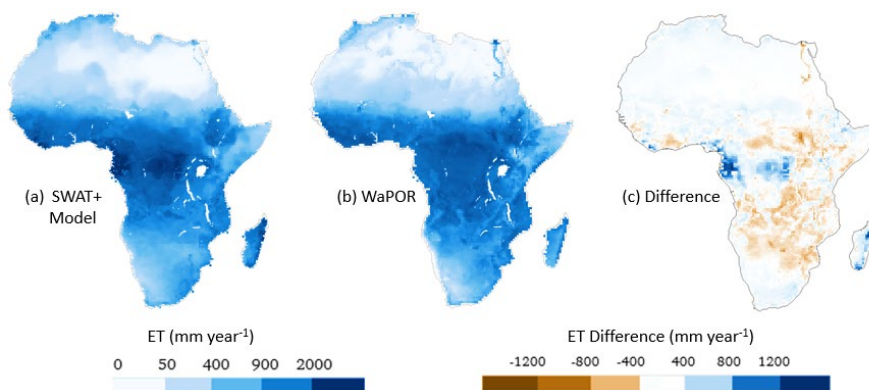 (a) SWAT+
Model
(b) WaPOR
(c) Difference
ET (mm year⁻¹)
0 50 400 900 2000
ET Difference (mm year⁻¹)
-1200 -800 -400 400 800 1200